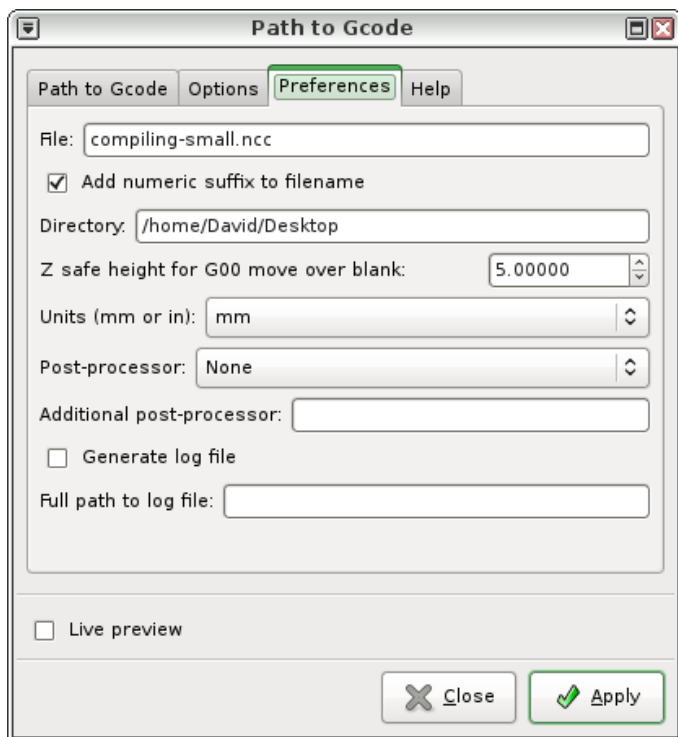 Path to Gcode
Path to Gcode Options Preferences Help
File: compiling-small.ncc
Add numeric suffix to filename
Directory: /home/David/Desktop
Z safe height for G00 move over blank: 5.00000
Units (mm or in): mm
Post-processor: None
Additional post-processor:
Generate log file
Full path to log file:
Live preview
Close Apply